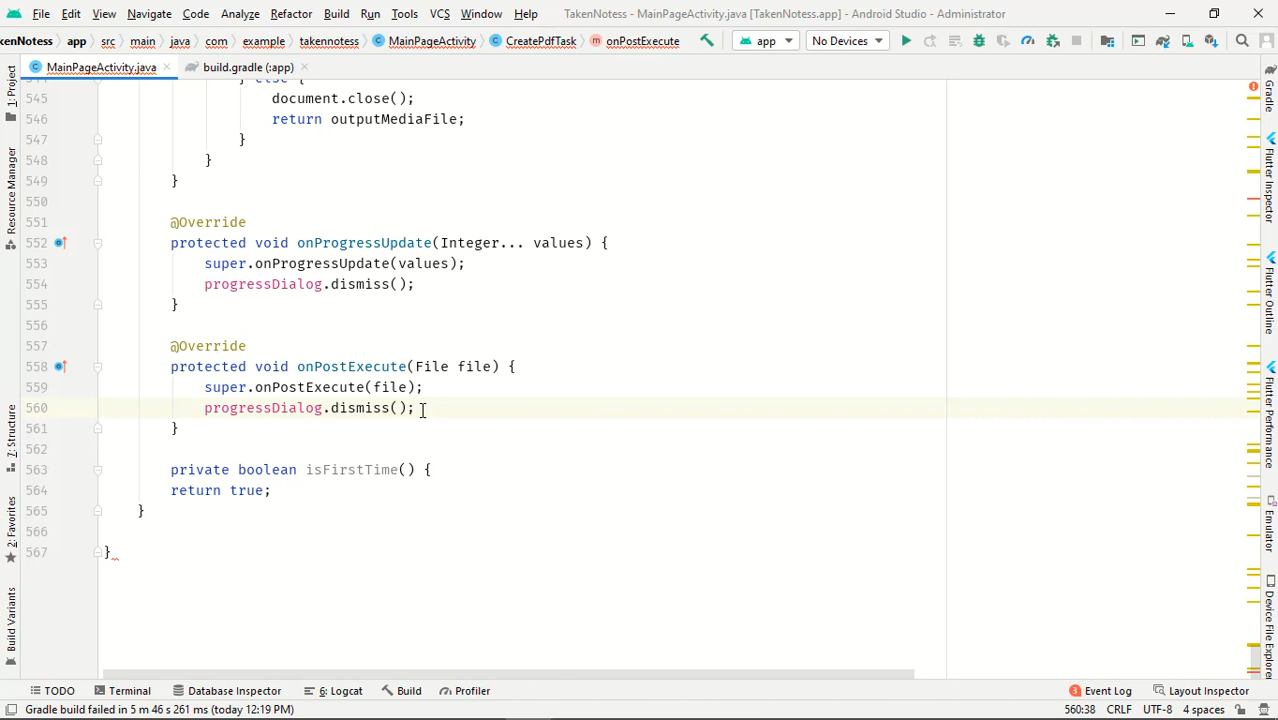 File Edit View Navigate Code Analyze Refactor Build Run Tools VCS Window Help TakenNotess - MainPageActivity.java [TakenNotess.app] - Android Studio - Administrator
kenNotess app src main java com example takennotess MainPageActivity CreatePdfTask onPostExecute app No Devices
MainPageActivity.java build.gradle (:app)
} else {
545 document.close();
546 return outputMediaFile;
547 }
548 }
549 }
550
551 @Override
552 protected void onProgressUpdate(Integer... values) {
553 super.onProgressUpdate(values);
554 progressDialog.dismiss();
555 }
556
557 @Override
558 protected void onPostExecute(File file) {
559 super.onPostExecute(file);
560 progressDialog.dismiss();
561 }
562
563 private boolean isFirstTime() {
564 return true;
565 }
566
567 }
1: Project
Resource Manager
Z: Structure
2: Favorites
Build Variants
Gradle
Flutter Inspector
Flutter Outline
Flutter Performance
Emulator
Device File Explorer
TODO Terminal Database Inspector 6: Logcat Build Profiler 3 Event Log Layout Inspector
Gradle build failed in 5 m 46 s 261 ms (today 12:19 PM) 560:38 CRLF UTF-8 4 spaces